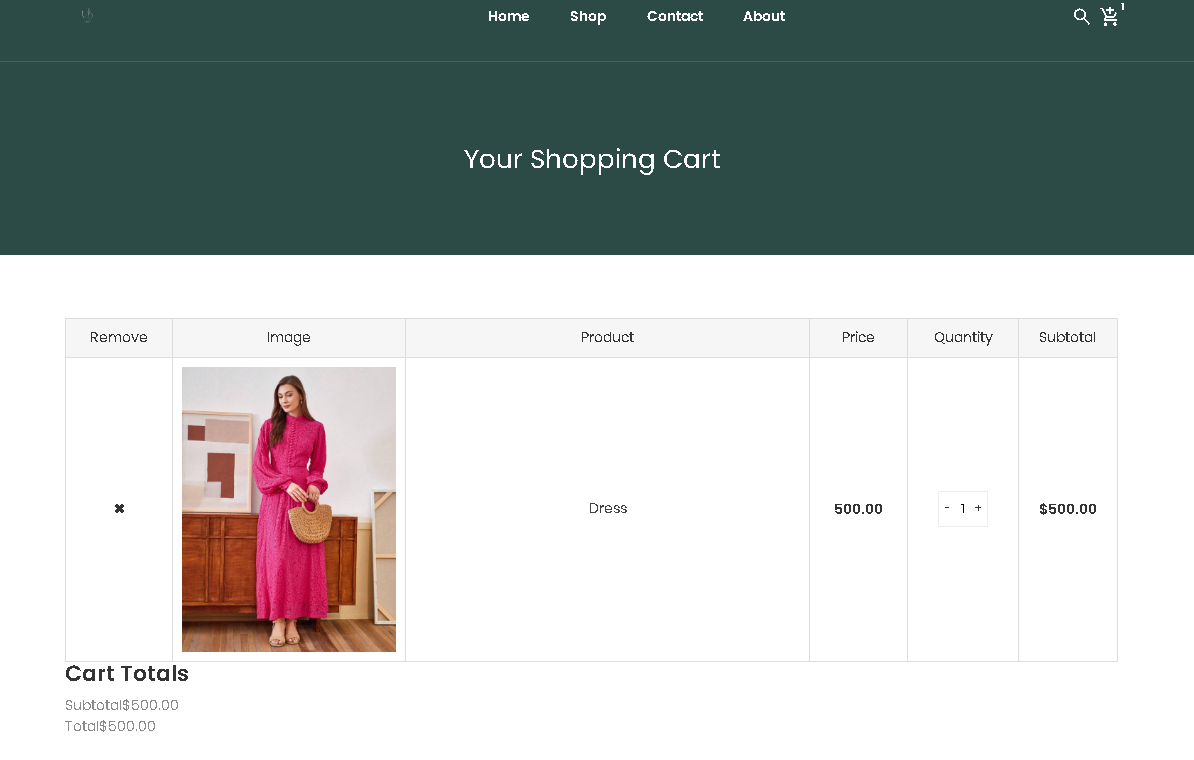 Home Shop Contact About 1
Your Shopping Cart
Remove Image Product Price Quantity Subtotal
✖ Dress 500.00 - 1 + $500.00
Cart Totals
Subtotal$500.00
Total$500.00